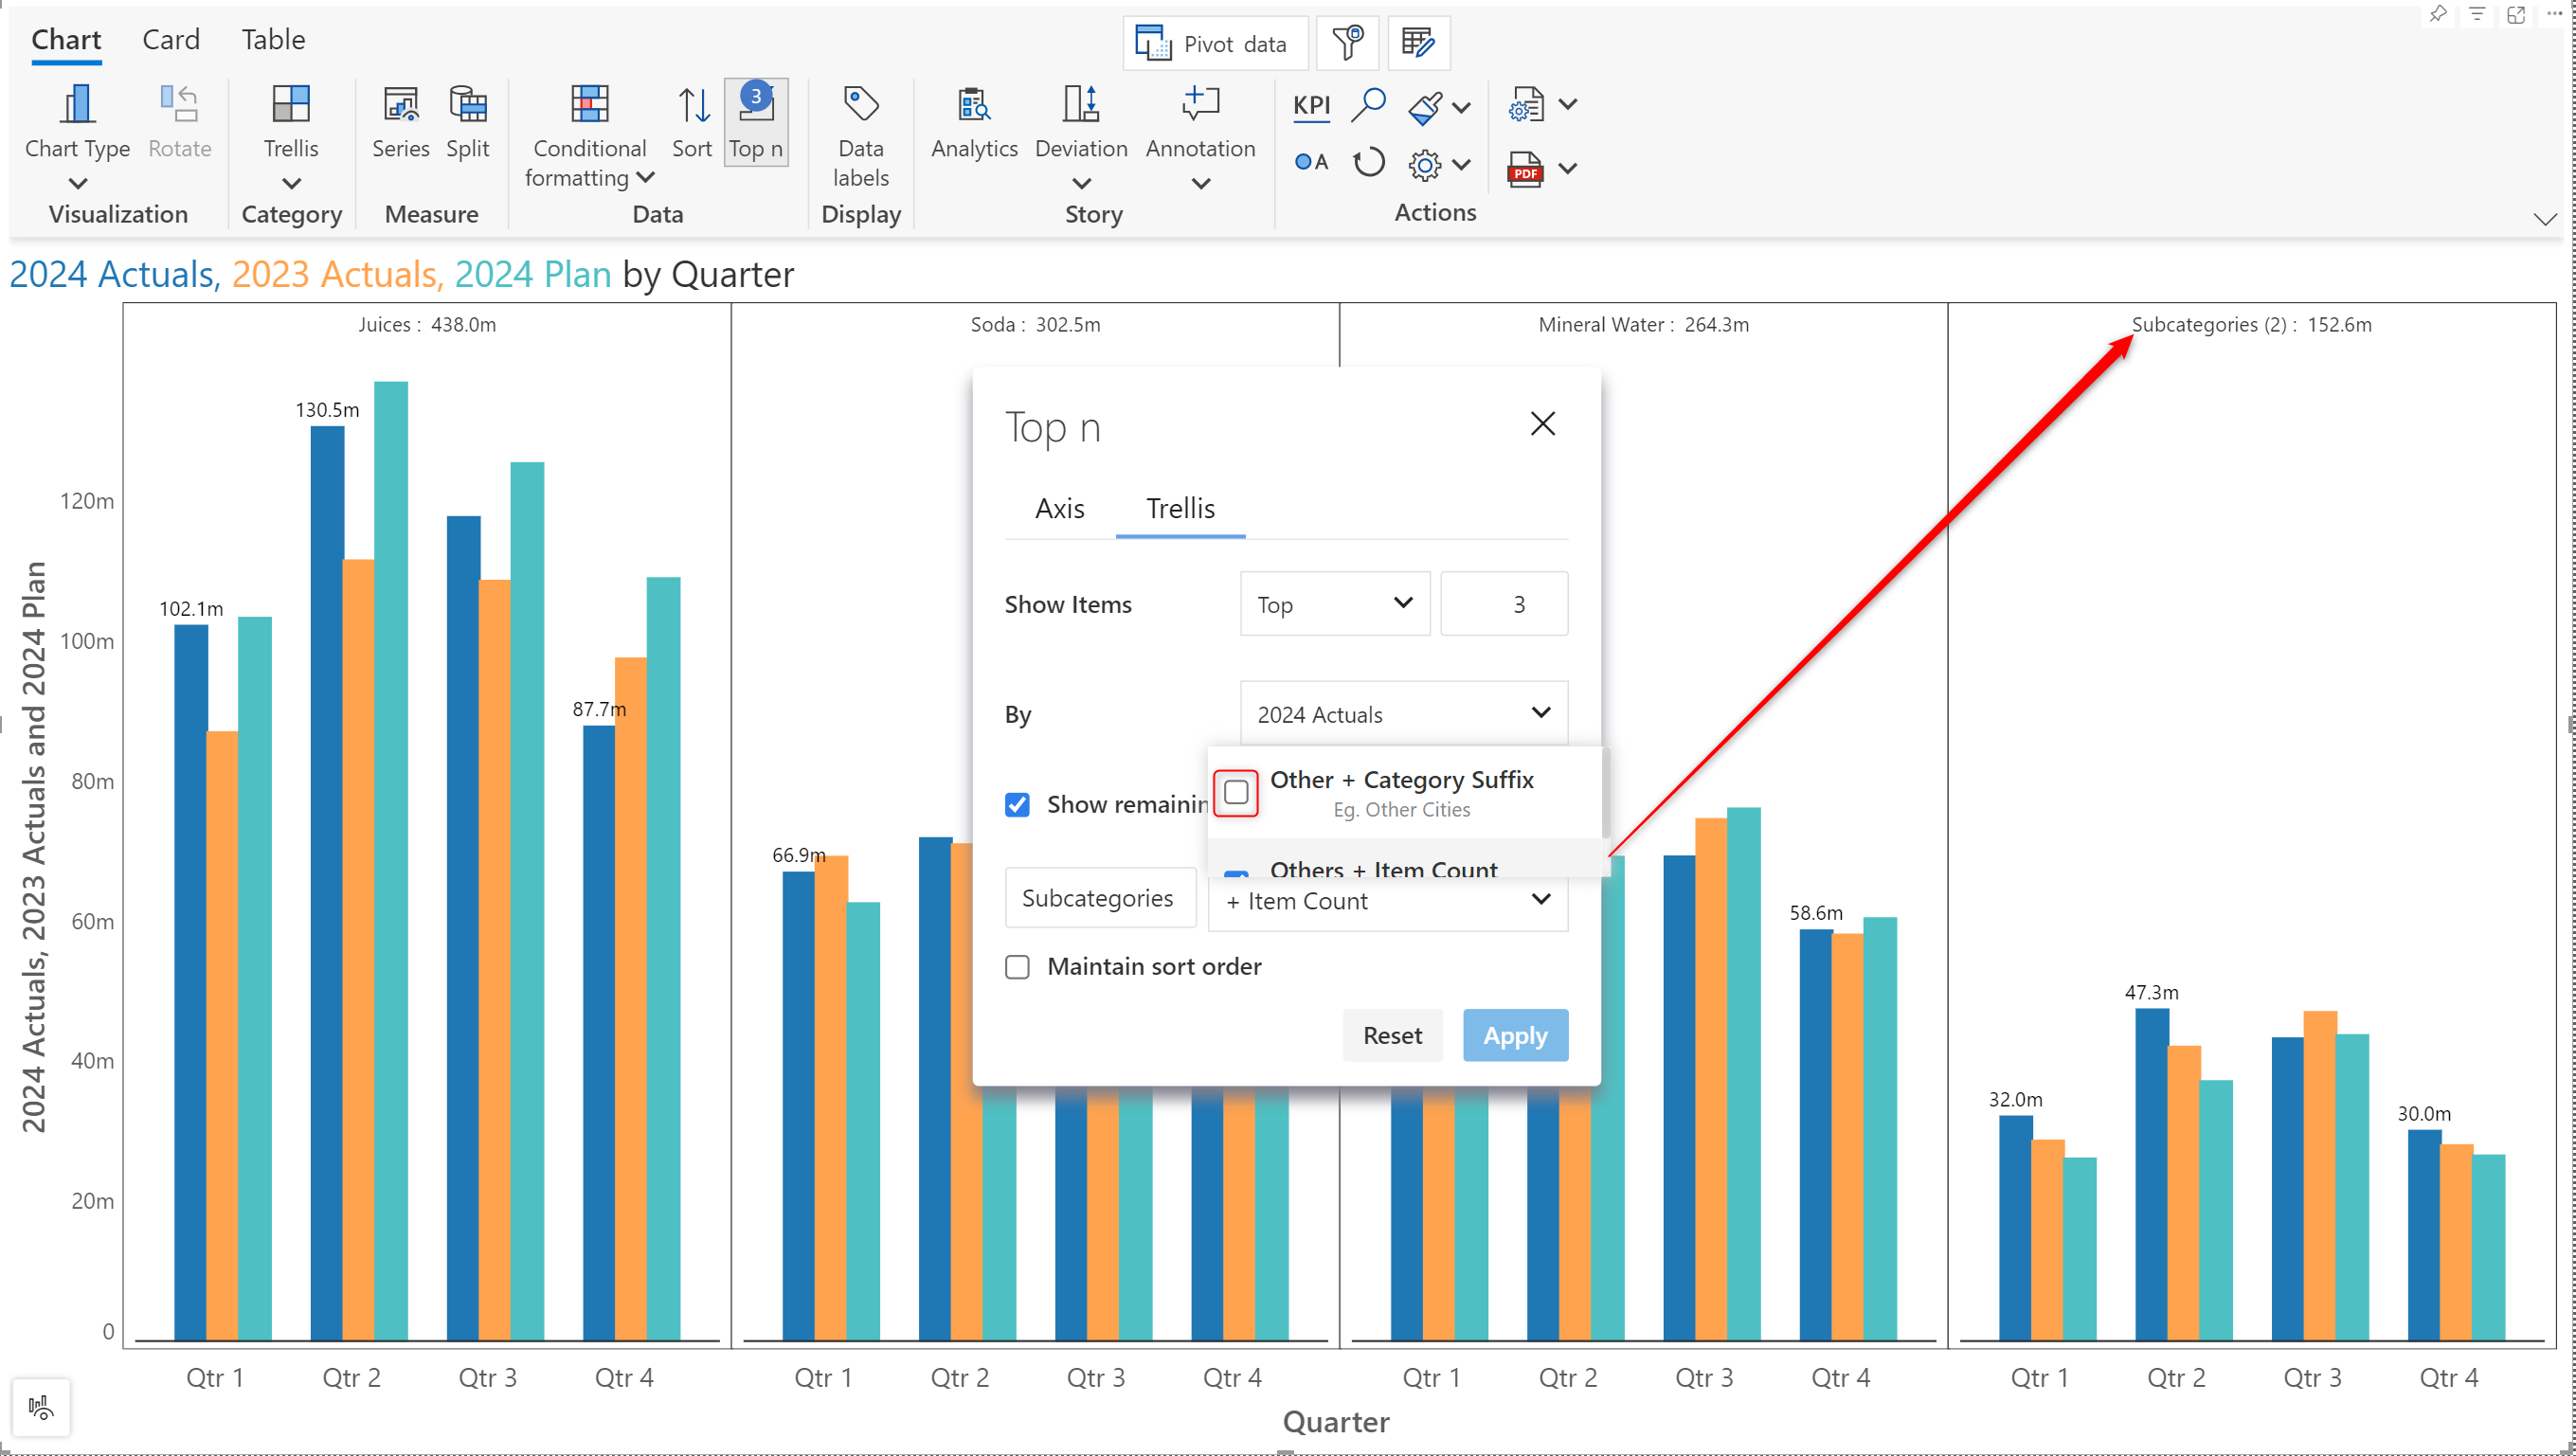 Chart Card Table
Pivot data
3
KPI
Chart Type Rotate Trellis Series Split Conditional formatting Sort Top n Data labels Analytics Deviation Annotation
A
PDF
Visualization Category Measure Data Display Story Actions
2024 Actuals, 2023 Actuals, 2024 Plan by Quarter
Juices : 438.0m
Soda : 302.5m
Mineral Water : 264.3m
Subcategories (2) : 152.6m
2024 Actuals, 2023 Actuals and 2024 Plan
120m
100m
80m
60m
40m
20m
0
102.1m
130.5m
87.7m
66.9m
58.6m
32.0m
47.3m
30.0m
Top n
Axis Trellis
Show Items Top 3
By 2024 Actuals
Show remainin
Other + Category Suffix
Eg. Other Cities
Others + Item Count
Subcategories + Item Count
Maintain sort order
Reset Apply
Qtr 1 Qtr 2 Qtr 3 Qtr 4 Qtr 1 Qtr 2 Qtr 3 Qtr 4 Qtr 1 Qtr 2 Qtr 3 Qtr 4 Qtr 1 Qtr 2 Qtr 3 Qtr 4
Quarter